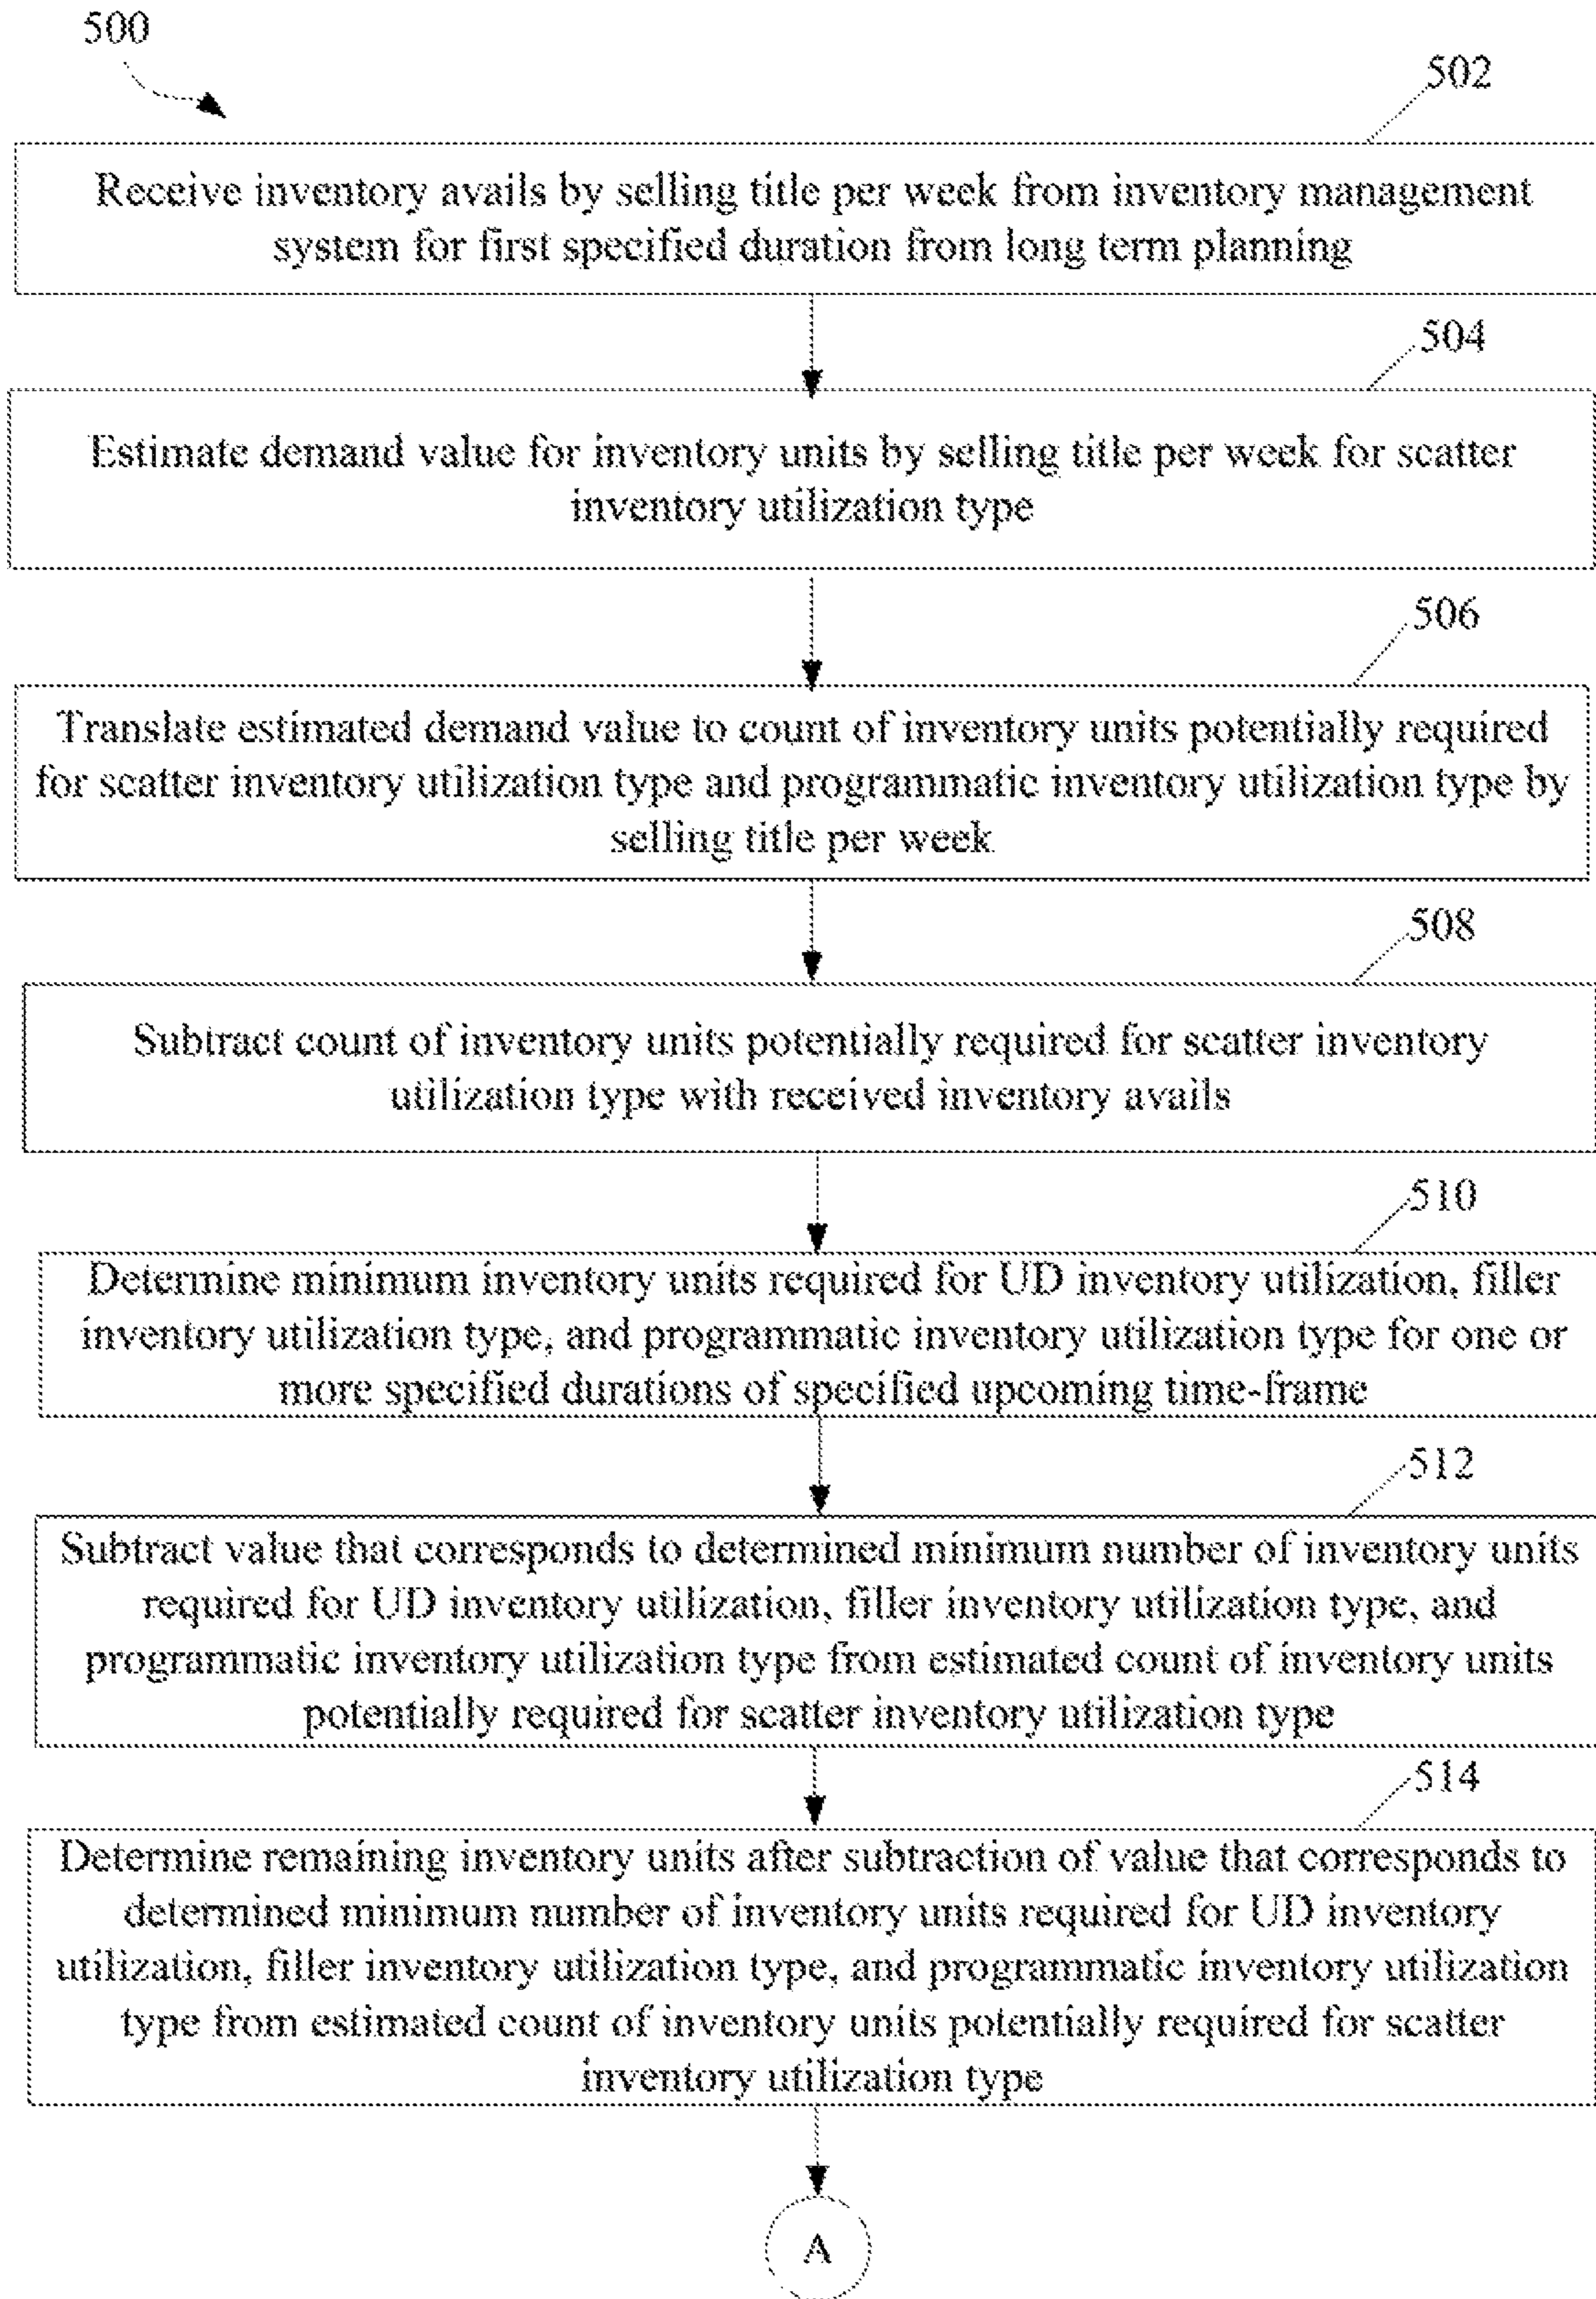 500
502
Receive inventory avails by selling title per week from inventory management
system for first specified duration from long term planning
504
Estimate demand value for inventory units by selling title per week for scatter
inventory utilization type
506
Translate estimated demand value to count of inventory units potentially required
for scatter inventory utilization type and programmatic inventory utilization type by
selling title per week
508
Subtract count of inventory units potentially required for scatter inventory
utilization type with received inventory avails
510
Determine minimum inventory units required for UD inventory utilization, filler
inventory utilization type, and programmatic inventory utilization type for one or
more specified durations of specified upcoming time-frame
512
Subtract value that corresponds to determined minimum number of inventory units
required for UD inventory utilization, filler inventory utilization type, and
programmatic inventory utilization type from estimated count of inventory units
potentially required for scatter inventory utilization type
514
Determine remaining inventory units after subtraction of value that corresponds to
determined minimum number of inventory units required for UD inventory
utilization, filler inventory utilization type, and programmatic inventory utilization
type from estimated count of inventory units potentially required for scatter
inventory utilization type
A